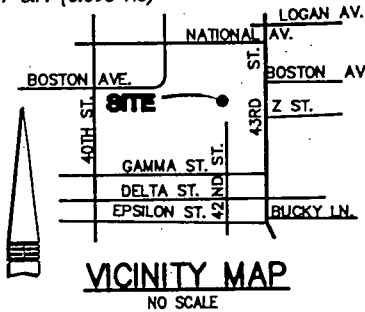 LOGAN AV.
NATIONAL AV.
ST.
BOSTON AVE.
BOSTON AV
SITE
40TH ST.
43RD
Z ST.
GAMMA ST.
42ND ST.
DELTA ST.
EPSILON ST.
BUCKY LN.
VICINITY MAP
NO SCALE